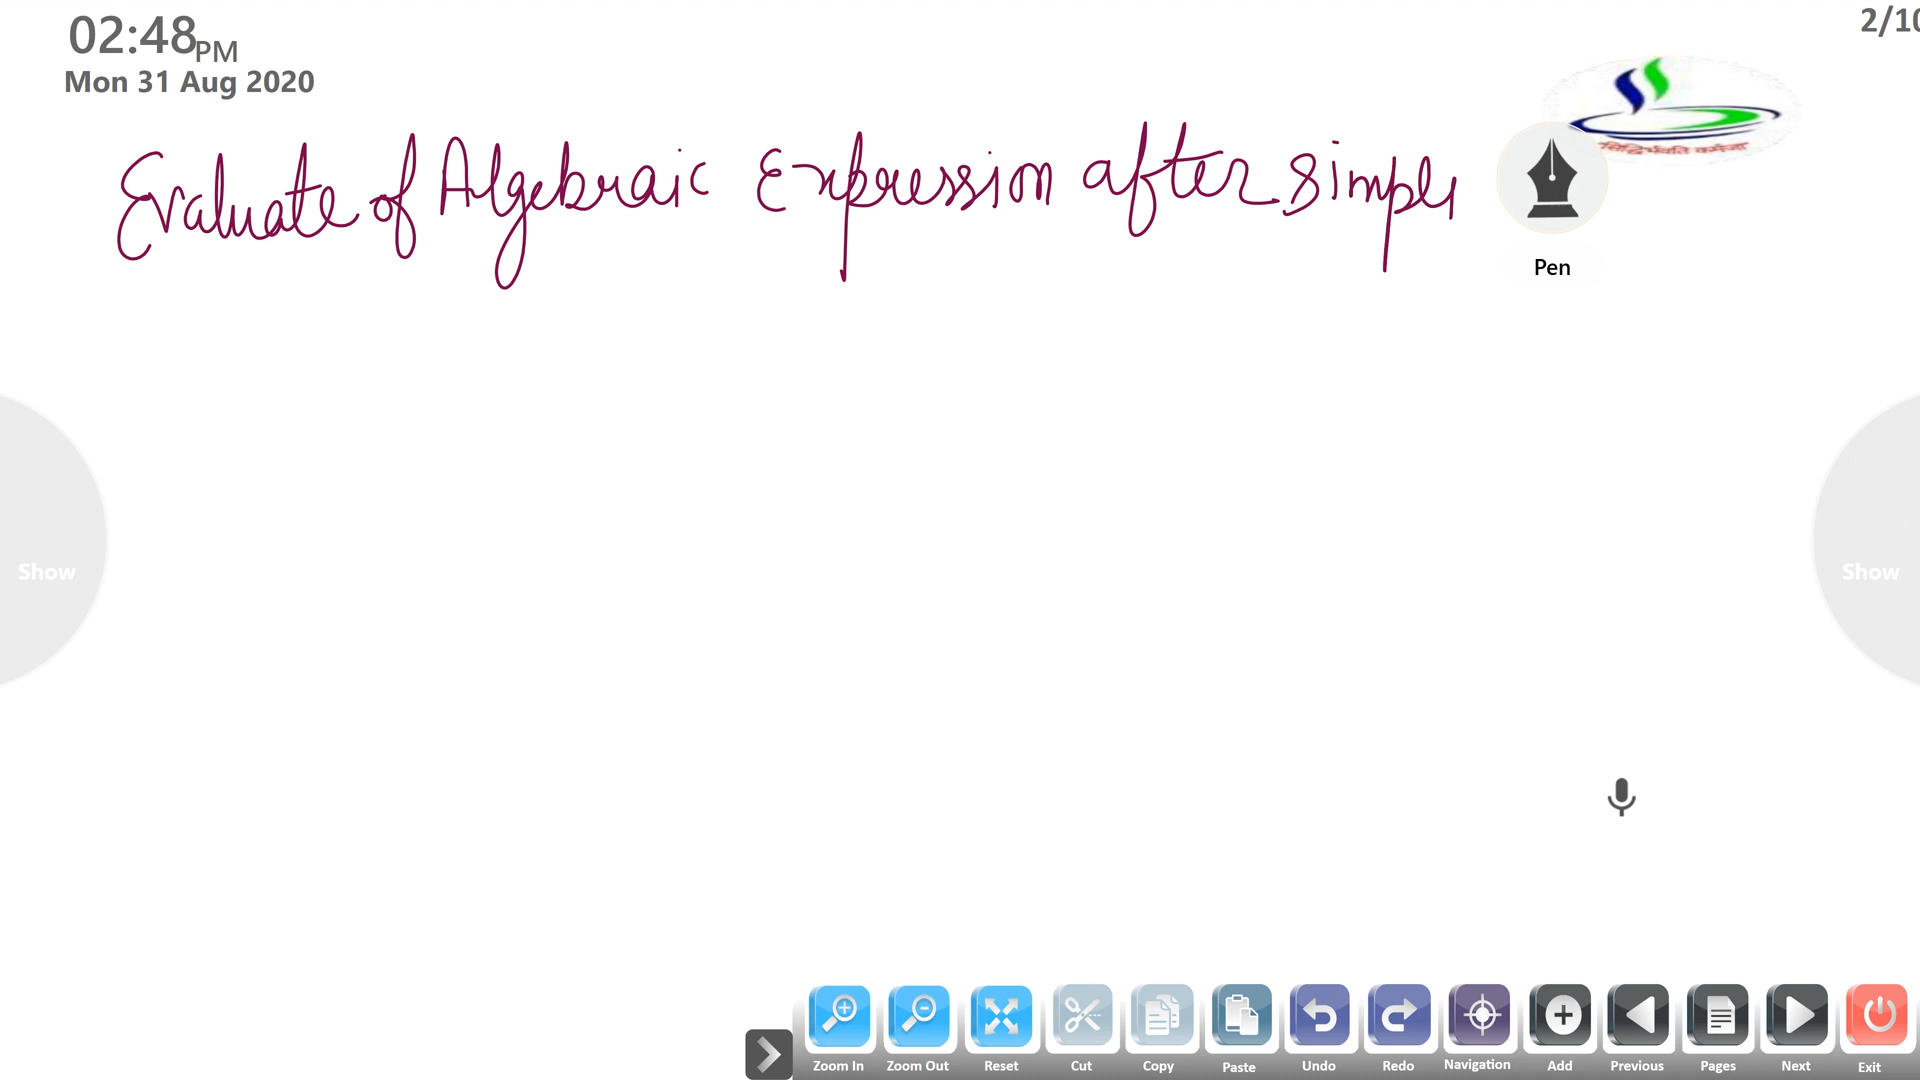 02:48PM
2/10
Mon 31 Aug 2020
Evaluate of Algebraic Expression after simpli
Pen
Show
Show
Zoom In Zoom Out Reset Cut Copy Paste Undo Redo Navigation Add Previous Pages Next Exit